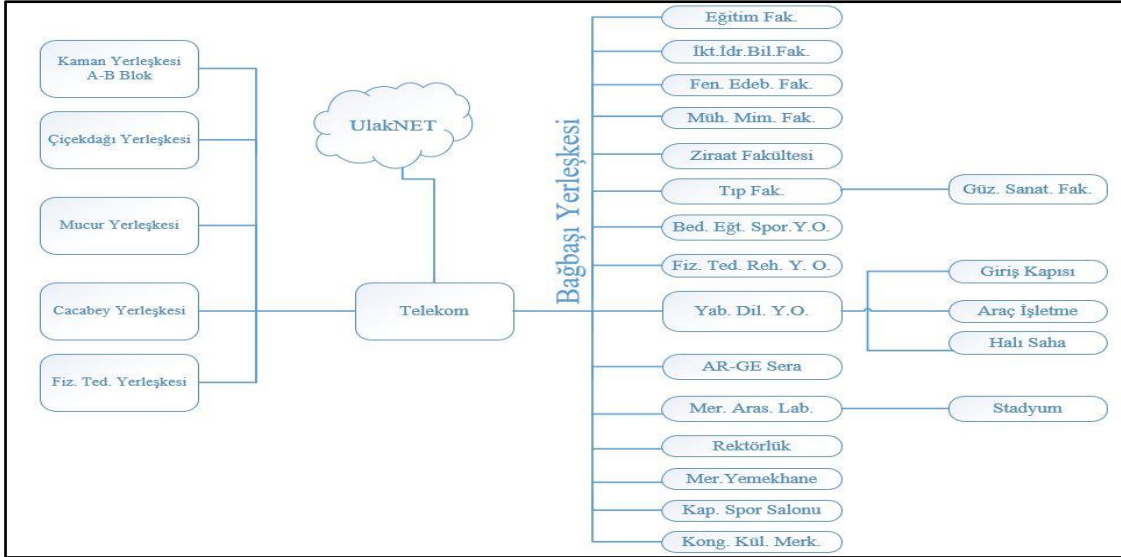 Kaman Yerleşkesi
A-B Blok
Çiçekdağı Yerleşkesi
Mucur Yerleşkesi
Cacabey Yerleşkesi
Fiz. Ted. Yerleşkesi
UlakNET
Telekom
Bağbaşı Yerleşkesi
Eğitim Fak.
İkt.İdr.Bil.Fak.
Fen. Edeb. Fak.
Müh. Mim. Fak.
Ziraat Fakültesi
Tıp Fak.
Bed. Eğt. Spor.Y.O.
Fiz. Ted. Reh. Y. O.
Yab. Dil. Y.O.
AR-GE Sera
Mer. Aras. Lab.
Rektörlük
Mer.Yemekhane
Kap. Spor Salonu
Kong. Kül. Merk.
Güz. Sanat. Fak.
Giriş Kapısı
Araç İşletme
Halı Saha
Stadyum